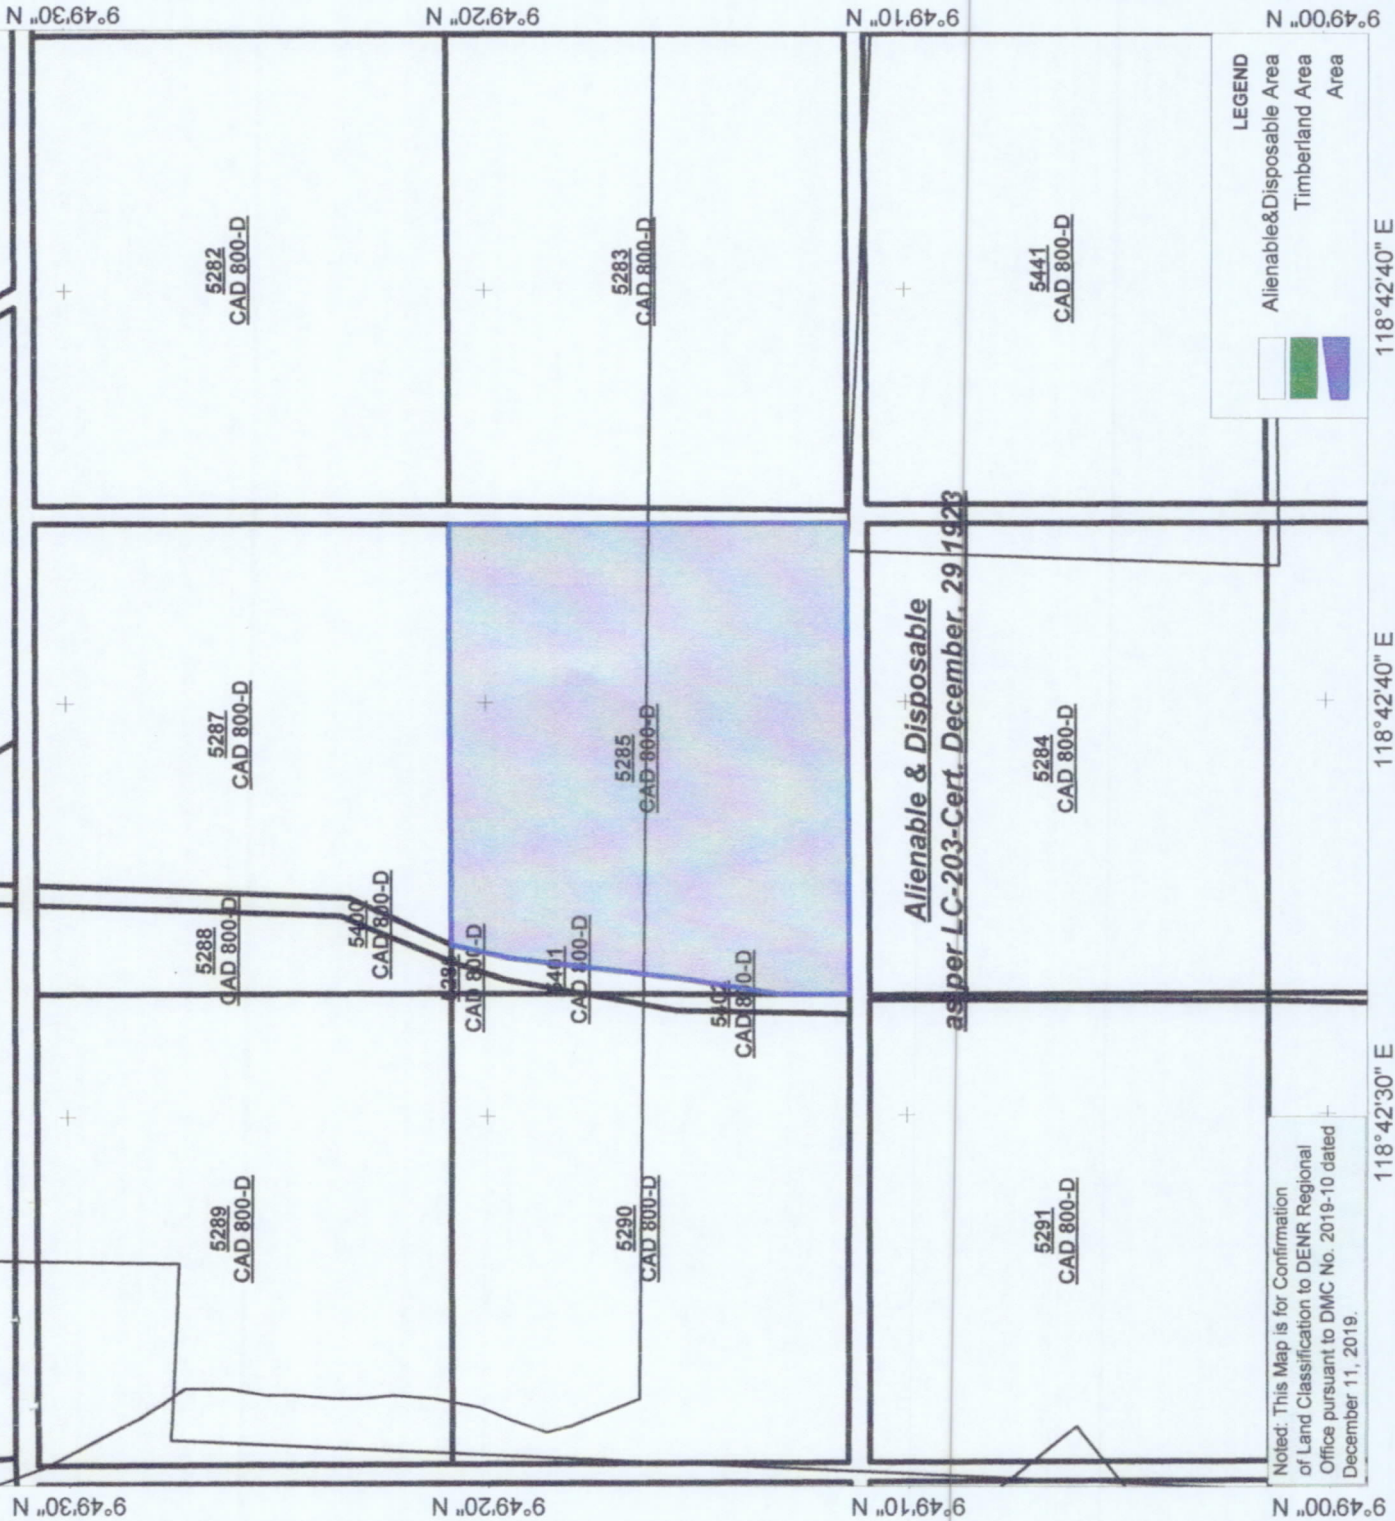 9°49'30" N
9°49'20" N
9°49'10" N
9°49'00" N
5289
CAD 800-D
5288
CAD 800-D
5400
CAD 800-D
5287
CAD 800-D
5282
CAD 800-D
CAD 800-D
5401
CAD 800-D
5402
CAD 800-D
5290
CAD 800-D
5285
CAD 800-D
5283
CAD 800-D
Alienable & Disposable
as per LC-203-Cert. December. 29 1923
5291
CAD 800-D
5284
CAD 800-D
5441
CAD 800-D
Noted: This Map is for Confirmation
of Land Classification to DENR Regional
Office pursuant to DMC No. 2019-10 dated
December 11, 2019.
LEGEND
Alienable&Disposable Area
Timberland Area
Area
9°49'30" N
9°49'20" N
9°49'10" N
9°49'00" N
118°42'30" E
118°42'40" E
118°42'40" E